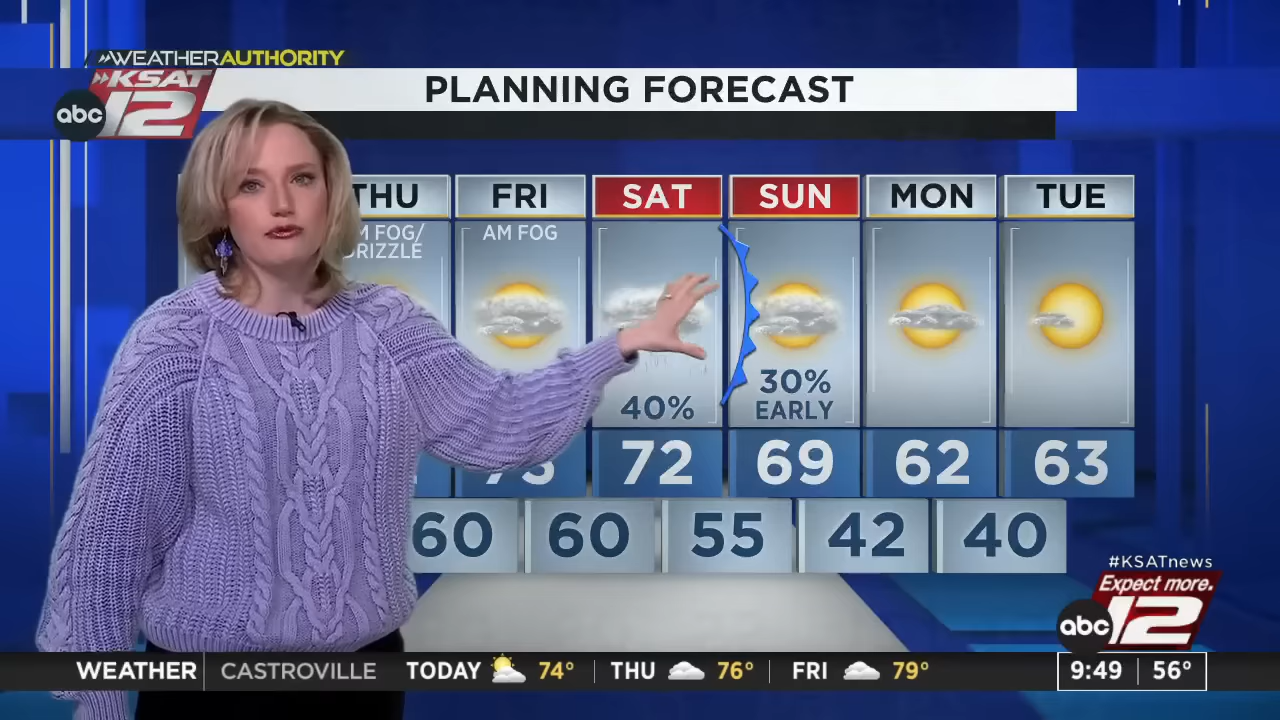 WEATHERAUTHORITY
KSAT
abc 12
PLANNING FORECAST
THU FRI SAT SUN MON TUE
M FOG/ AM FOG
RIZZLE
30%
40% EARLY
72 69 62 63
60 60 55 42 40
#KSATnews
Expect more.
abc 12
WEATHER CASTROVILLE TODAY 74° THU 76° FRI 79° 9:49 56°